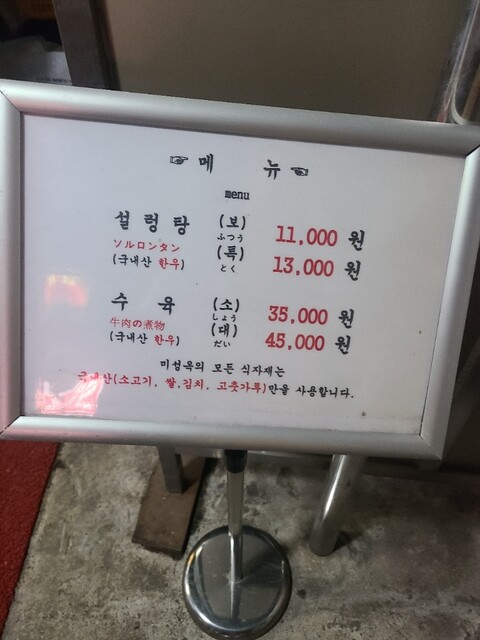 ☞메 뉴☜
menu
설렁탕 (보) 11,000 원
ソルロンタン ふつう
(국내산 한우) (특) 13,000 원
とく
수 육 (소) 35,000 원
牛肉の煮物 しょう
(국내산 한우) (대) 45,000 원
だい
미성옥의 모든 식자재는
국내산(소고기, 쌀,김치, 고춧가루)만을 사용합니다.